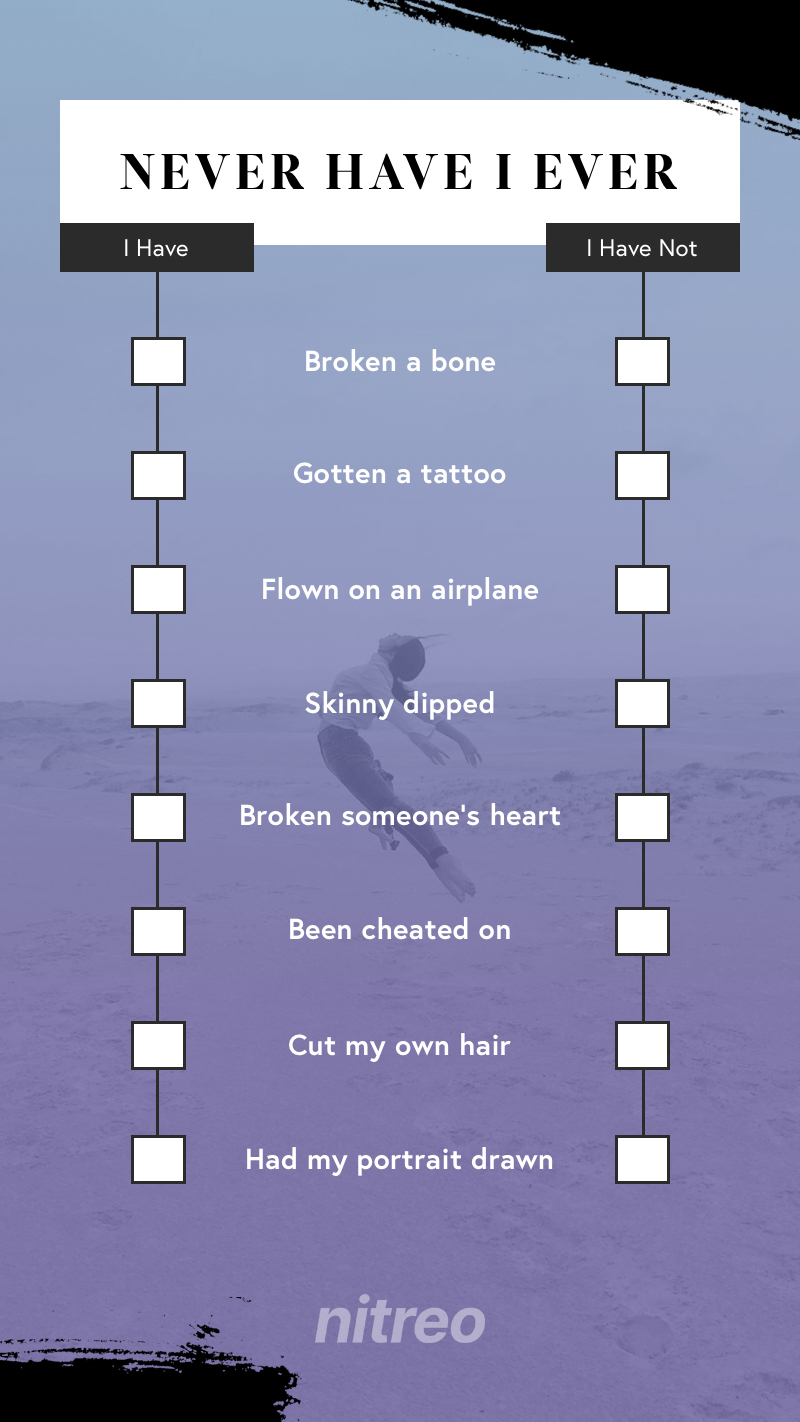 NEVER HAVE I EVER
I Have
I Have Not
Broken a bone
Gotten a tattoo
Flown on an airplane
Skinny dipped
Broken someone's heart
Been cheated on
Cut my own hair
Had my portrait drawn
nitreo